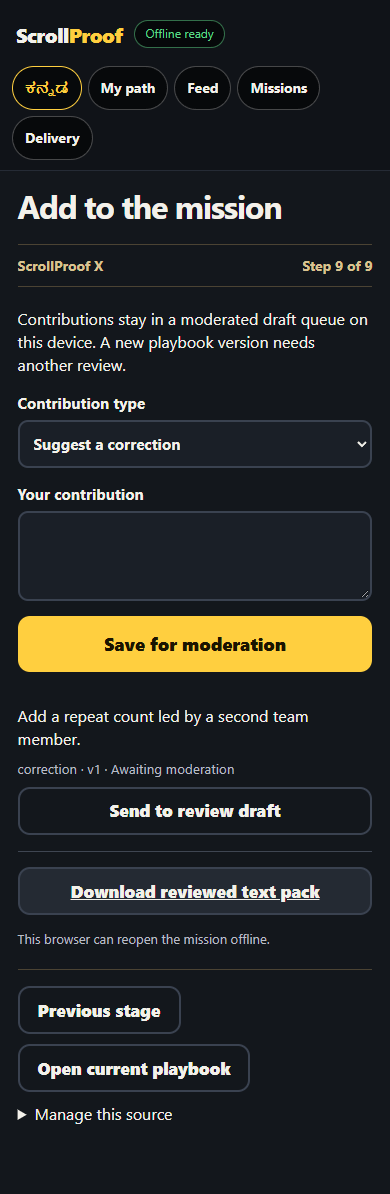 ScrollProof
Offline ready
ಕನ್ನಡ
My path
Feed
Missions
Delivery
Add to the mission
ScrollProof X
Step 9 of 9
Contributions stay in a moderated draft queue on
this device. A new playbook version needs
another review.
Contribution type
Suggest a correction
Your contribution
Save for moderation
Add a repeat count led by a second team
member.
correction · v1 · Awaiting moderation
Send to review draft
Download reviewed text pack
This browser can reopen the mission offline.
Previous stage
Open current playbook
Manage this source